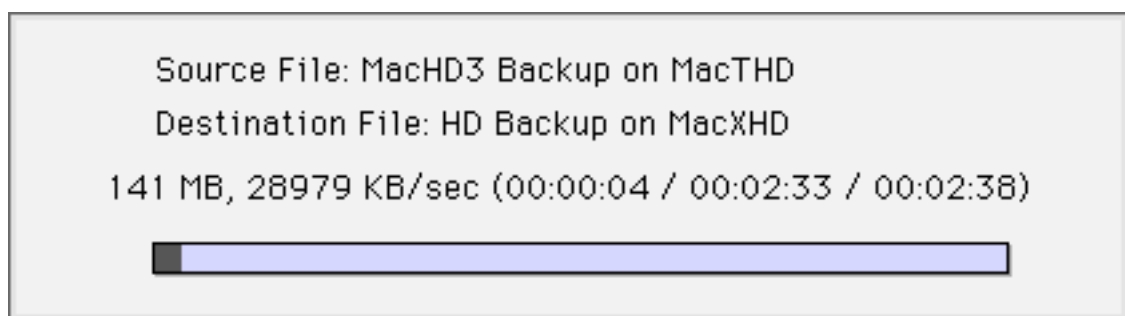 Source File: MacHD3 Backup on MacTHD
Destination File: HD Backup on MacXHD
141 MB, 28979 KB/sec (00:00:04 / 00:02:33 / 00:02:38)